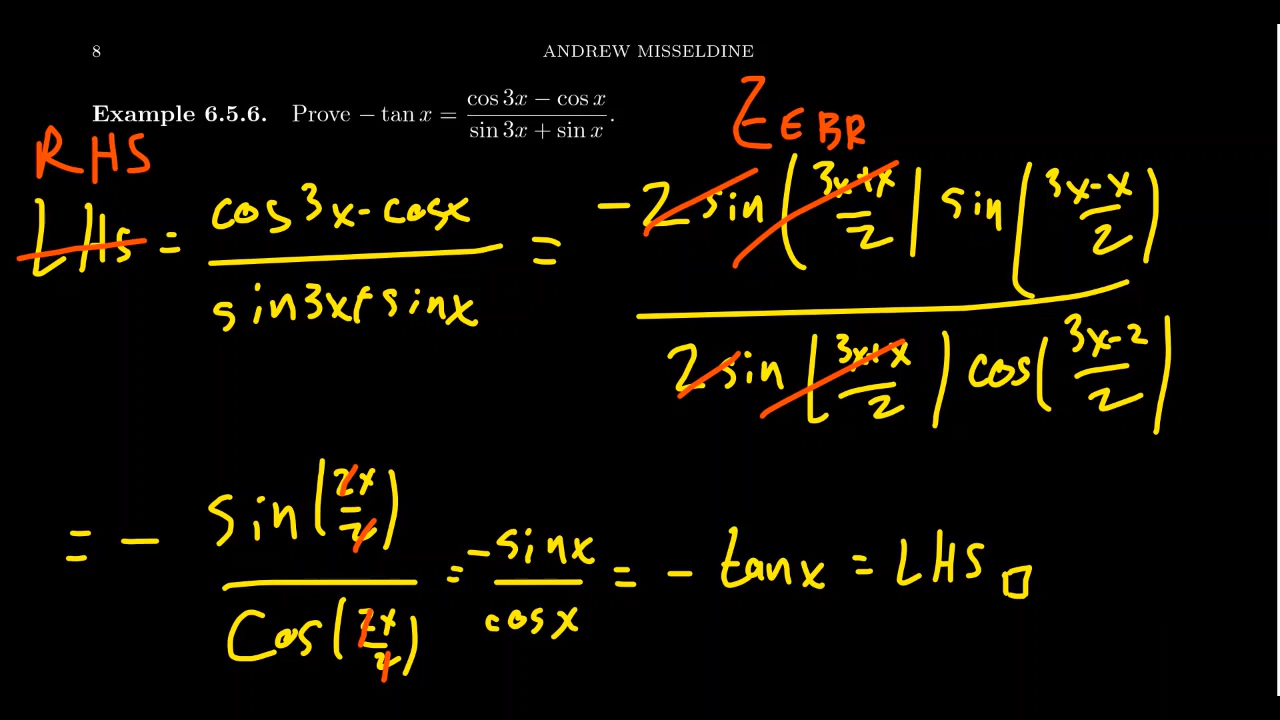 8 ANDREW MISSELDINE
Example 6.5.6. Prove − tan x = (cos 3x − cos x)/(sin 3x + sin x).
ZEBR
RHS
LHS = (cos 3x - cos x)/(sin 3x + sin x) = (-2 sin((3x+x)/2) sin((3x-x)/2))/(2 sin((3x+x)/2) cos((3x-2)/2))
= - sin(2x/2)/Cos(2x/2) = -sin x/cos x = - tan x = LHS □